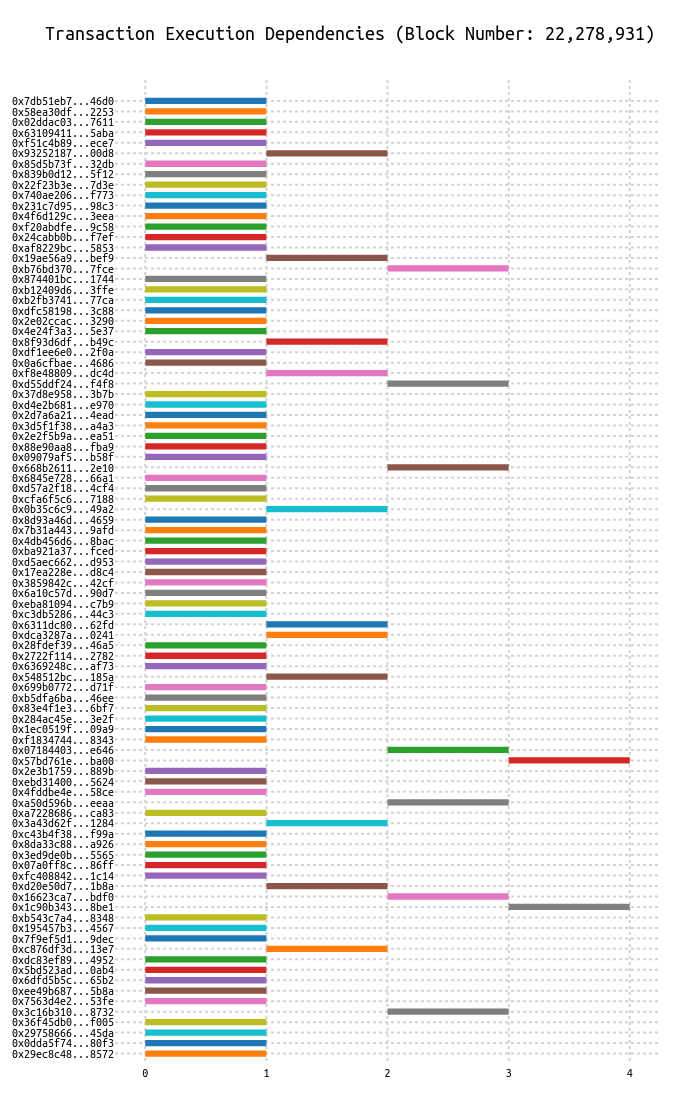 Transaction Execution Dependencies (Block Number: 22,278,931)
0x7db51eb7...46d0
0x58ea30df...2253
0x02ddac03...7611
0x63109411...5aba
0xf51c4b89...ece7
0x93252187...00d8
0x85d5b73f...32db
0x839b0d12...5f12
0x22f23b3e...7d3e
0x740ae206...f773
0x231c7d95...98c3
0x4f6d129c...3eea
0xf20abdfe...9c58
0x24cabb0b...f7ef
0xaf8229bc...5853
0x19ae56a9...bef9
0xb76bd370...7fce
0x874401bc...1744
0xb12409d6...3ffe
0xb2fb3741...77ca
0xdfc58198...3c88
0x2e02ccac...3290
0x4e24f3a3...5e37
0x8f93d6df...b49c
0xdf1ee6e0...2f0a
0x0a6cfbae...4686
0xf8e48809...dc4d
0xd55ddf24...f4f8
0x37d8e958...3b7b
0xd4e2b681...e970
0x2d7a6a21...4ead
0x3d5f1f38...a4a3
0x2e2f5b9a...ea51
0x88e90aa8...fba9
0x09079af5...b58f
0x668b2611...2e10
0x6845e728...66a1
0xd57a2f18...4cf4
0xcfa6f5c6...7188
0x0b35c6c9...49a2
0x8d93a46d...4659
0x7b31a443...9afd
0x4db456d6...8bac
0xba921a37...fced
0xd5aec662...d953
0x17ea228e...d8c4
0x3859842c...42cf
0x6a10c57d...90d7
0xeba81094...c7b9
0xc3db5286...44c3
0x6311dc80...62fd
0xdca3287a...0241
0x28fdef39...46a5
0x2722f114...2782
0x6369248c...af73
0x548512bc...185a
0x699b0772...d71f
0xb5dfa6ba...46ee
0x83e4f1e3...6bf7
0x284ac45e...3e2f
0x1ec0519f...09a9
0xf1834744...8343
0x07184403...e646
0x57bd761e...ba00
0x2e3b1759...889b
0xebd31400...5624
0x4fddbe4e...58ce
0xa50d596b...eeaa
0xa7228686...ca83
0x3a43d62f...1284
0xc43b4f38...f99a
0x8da33c88...a926
0x3ed9de0b...5565
0x07a0ff8c...86ff
0xfc408842...1c14
0xd20e50d7...1b8a
0x16623ca7...bdf0
0x1c90b343...8be1
0xb543c7a4...8348
0x195457b3...4567
0x7f9ef5d1...9dec
0xc876df3d...13e7
0xdc83ef89...4952
0x5bd523ad...0ab4
0x6dfd5b5c...65b2
0xee49b687...5b8a
0x7563d4e2...53fe
0x3c16b310...8732
0x36f45db0...f005
0x29758666...45da
0x0dda5f74...80f3
0x29ec8c48...8572
0 1 2 3 4